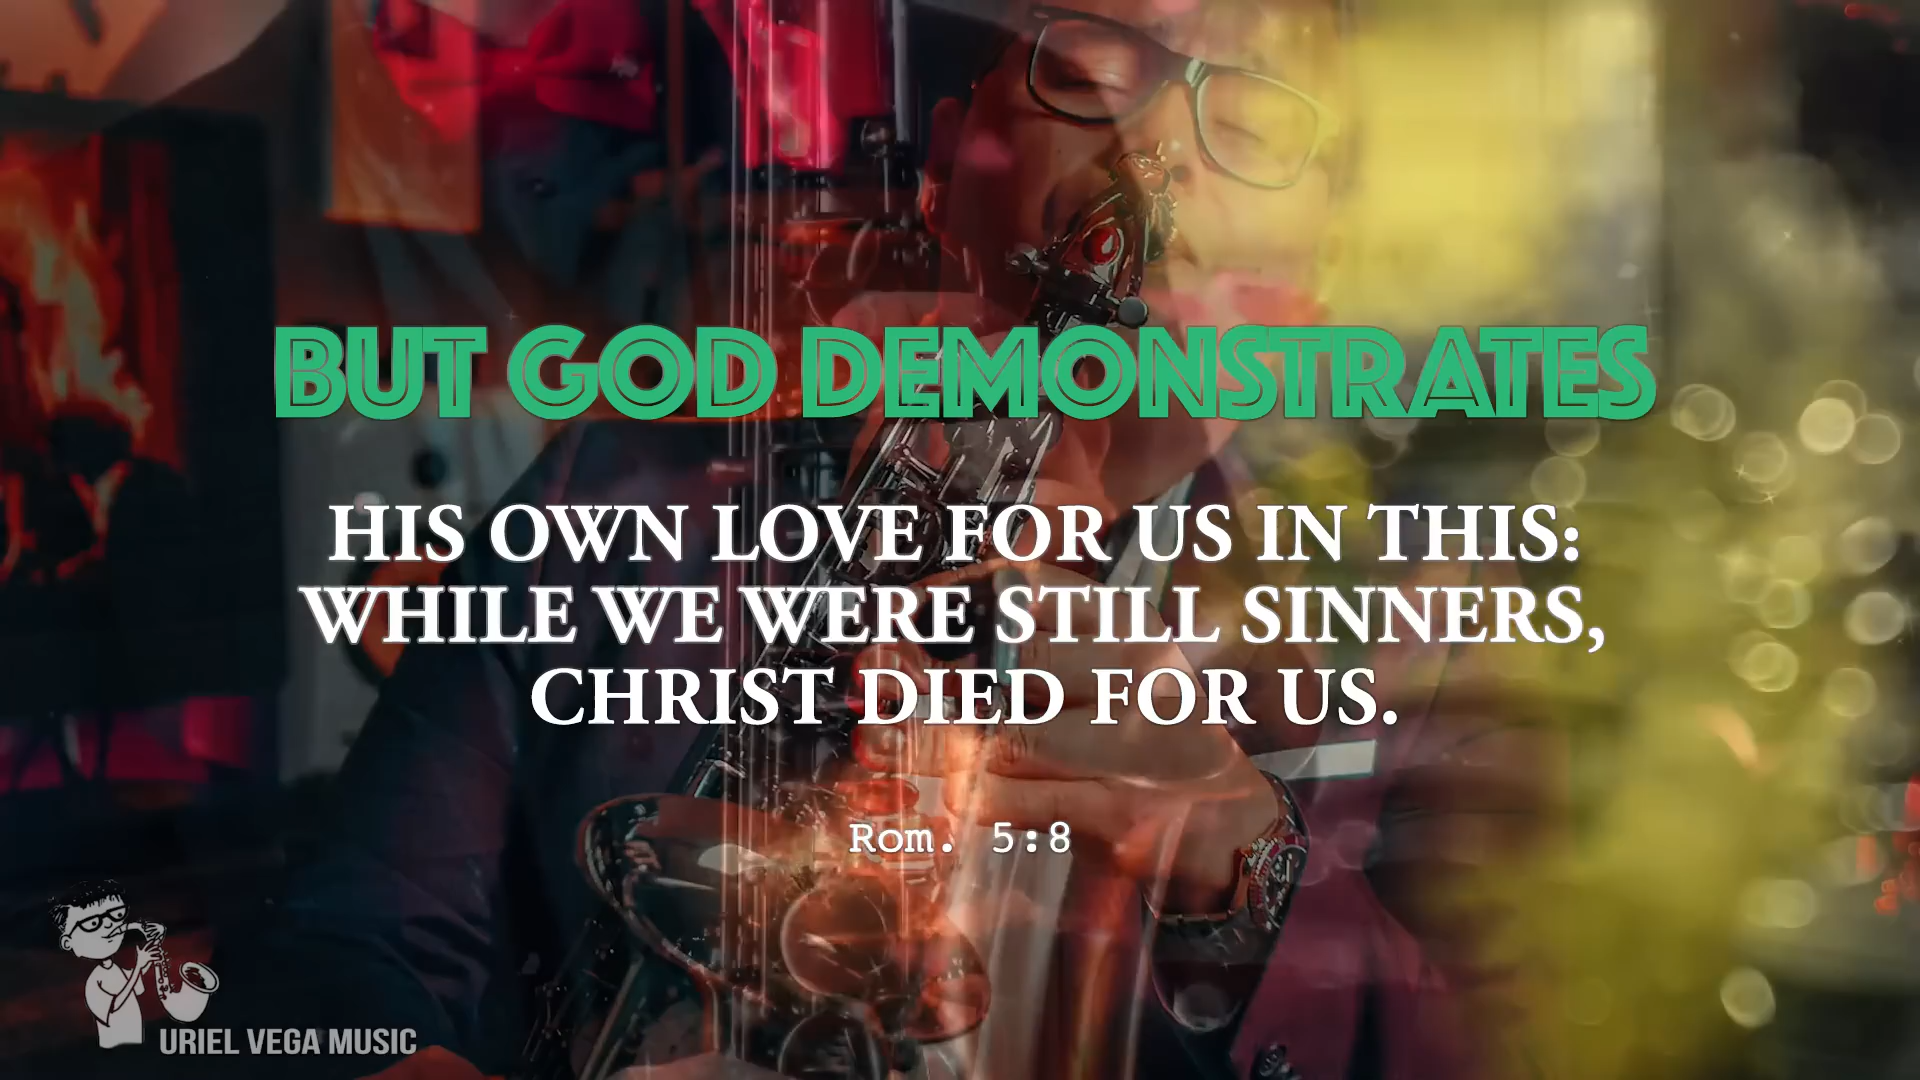 BUT GOD DEMONSTRATES
HIS OWN LOVE FOR US IN THIS:
WHILE WE WERE STILL SINNERS,
CHRIST DIED FOR US.
Rom. 5:8
URIEL VEGA MUSIC